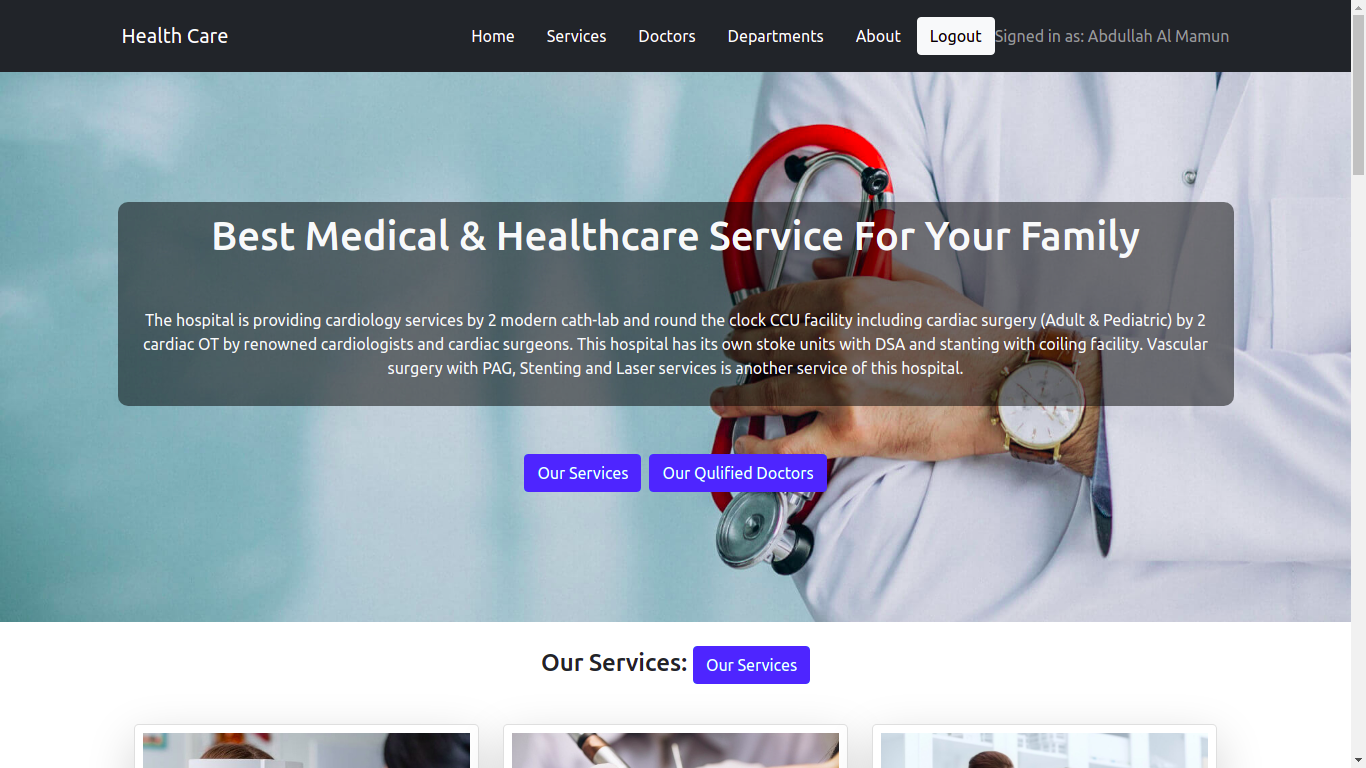 Health Care
Home
Services
Doctors
Departments
About
Logout
Signed in as: Abdullah Al Mamun
Best Medical & Healthcare Service For Your Family
The hospital is providing cardiology services by 2 modern cath-lab and round the clock CCU facility including cardiac surgery (Adult & Pediatric) by 2
cardiac OT by renowned cardiologists and cardiac surgeons. This hospital has its own stoke units with DSA and stanting with coiling facility. Vascular
surgery with PAG, Stenting and Laser services is another service of this hospital.
Our Services
Our Qulified Doctors
Our Services:
Our Services